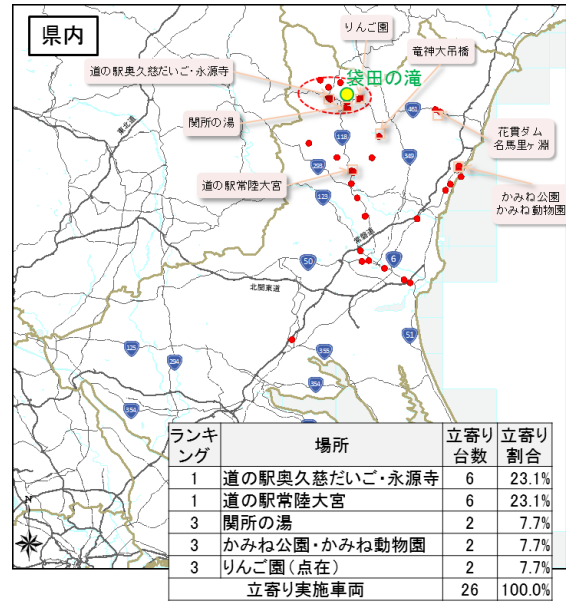 県内
りんご園
竜神大吊橋
道の駅奥久慈だいご・永源寺
袋田の滝
関所の湯
花貫ダム
名馬里ヶ淵
道の駅常陸大宮
かみね公園
かみね動物園
東北道
常磐道
北関東道
118
461
349
293
123
50
6
51
125
294
355
354
354
N
ランキング 場所 立寄り台数 立寄り割合
1 道の駅奥久慈だいご・永源寺 6 23.1%
1 道の駅常陸大宮 6 23.1%
3 関所の湯 2 7.7%
3 かみね公園・かみね動物園 2 7.7%
3 りんご園(点在) 2 7.7%
立寄り実施車両 26 100.0%